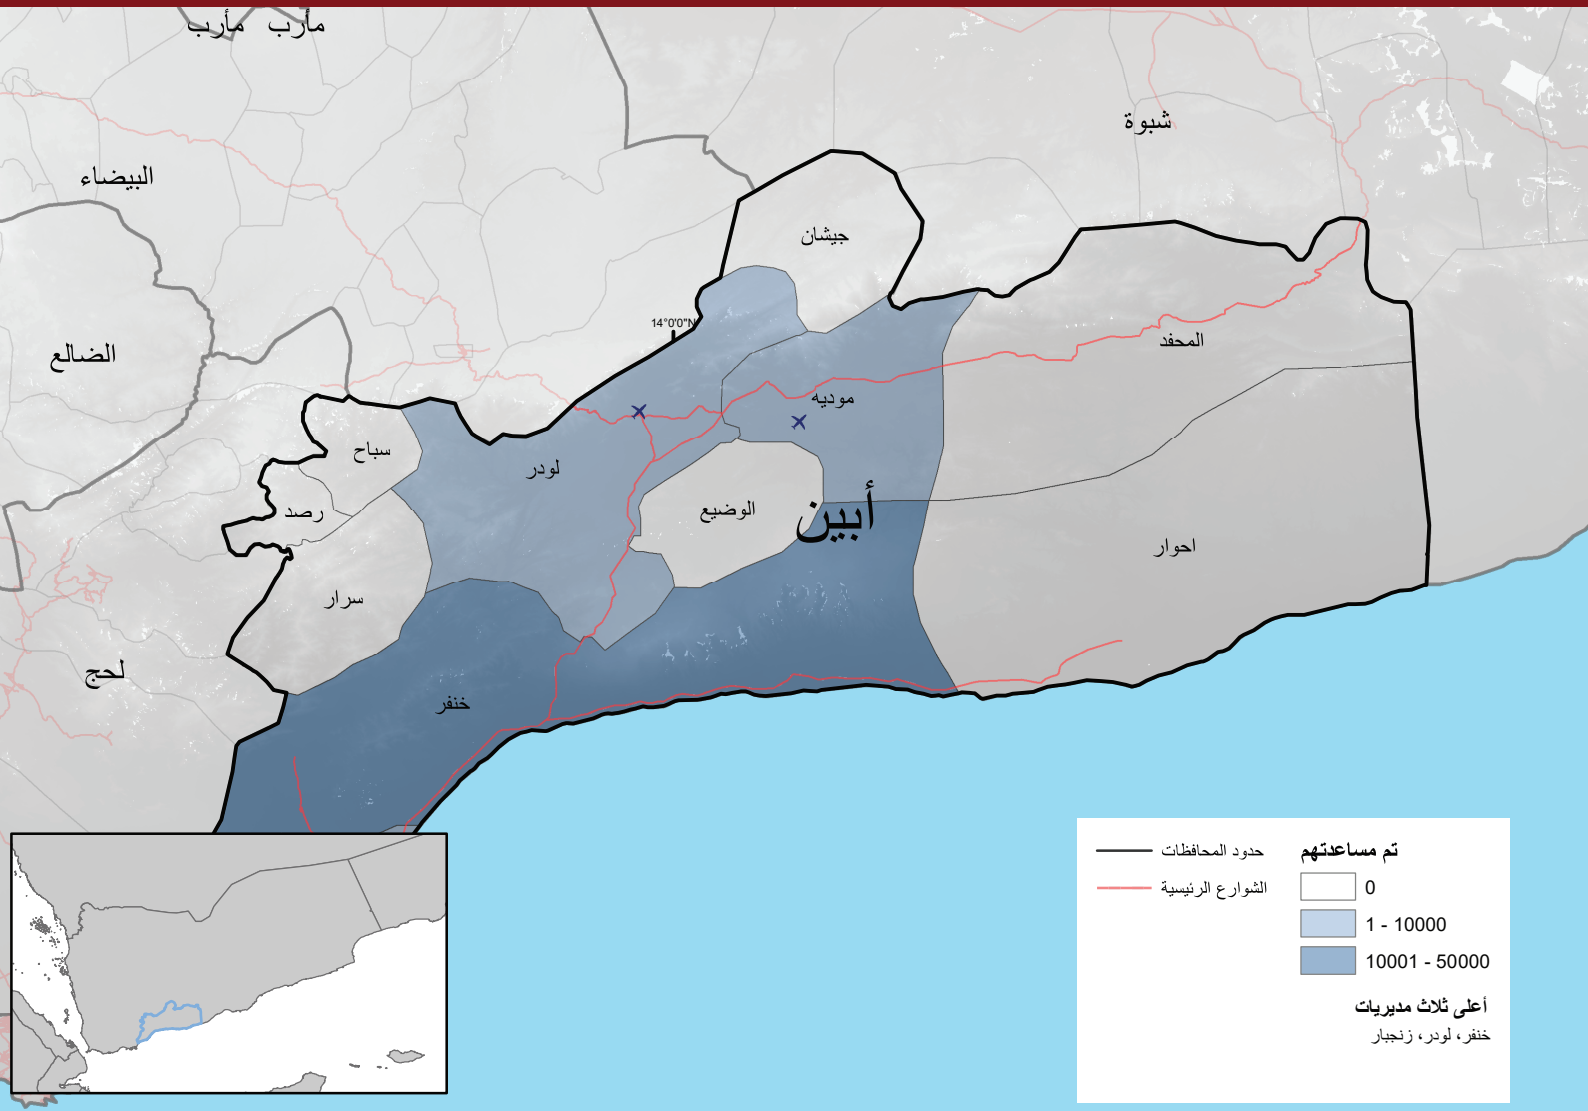 مأرب مأرب
شبوة
البيضاء
جيشان
14°0'0"N
المحفد
الضالع
موديه
سباح
لودر
أبين
الوضيع
رصد
احوار
سرار
لحج
خنفر
تم مساعدتهم
0
1 - 10000
10001 - 50000
حدود المحافظات
الشوارع الرئيسية
أعلى ثلاث مديريات
خنفر، لودر، زنجبار